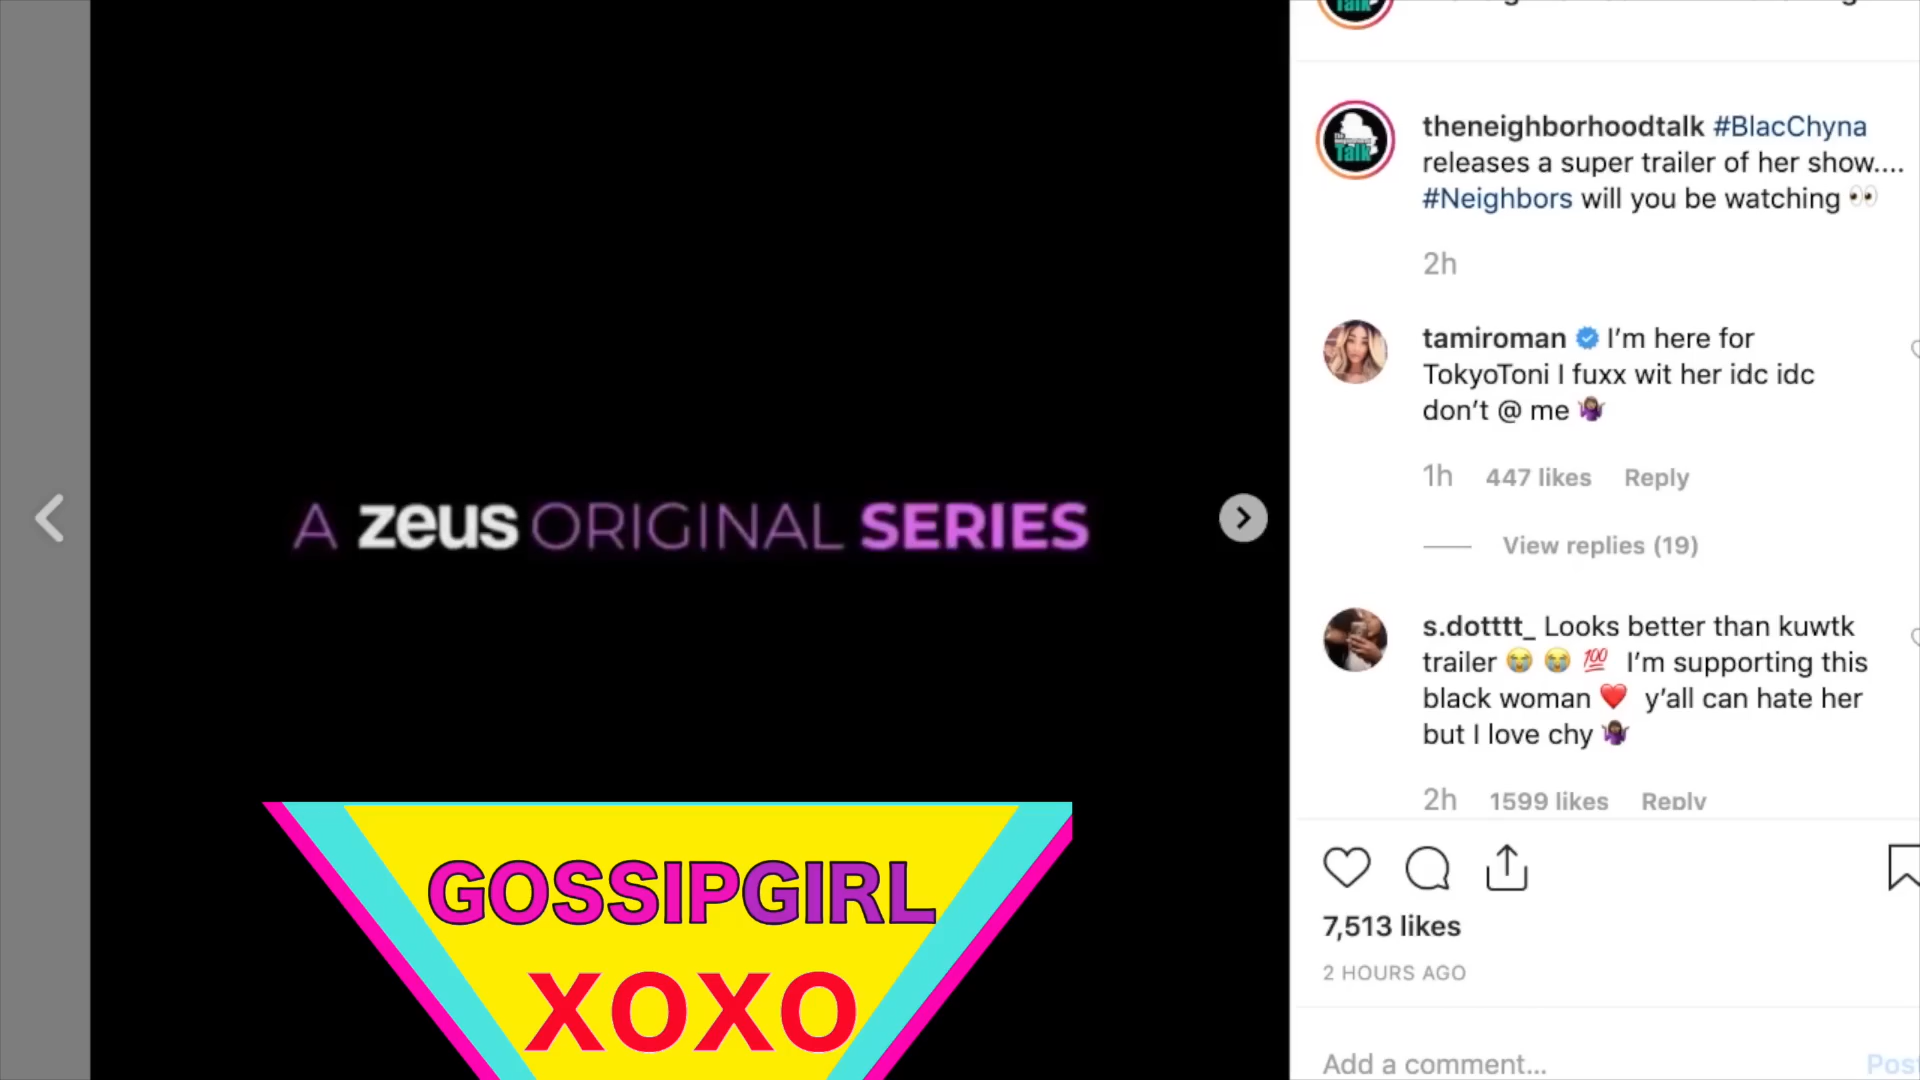 A zeus ORIGINAL SERIES
GOSSIPGIRL
XOXO
Talk
theneighborhoodtalk #BlacChyna
releases a super trailer of her show....
#Neighbors will you be watching 👀
2h
Talk
tamiroman I’m here for
TokyoToni I fuxx wit her idc idc
don’t @ me 🤷🏾‍♀️
1h 447 likes Reply
View replies (19)
s.dotttt_ Looks better than kuwtk
trailer 😭 😭 💯 I’m supporting this
black woman ❤️ y’all can hate her
but I love chy 🤷🏾‍♀️
2h 1599 likes Reply
7,513 likes
2 HOURS AGO
Add a comment... Post